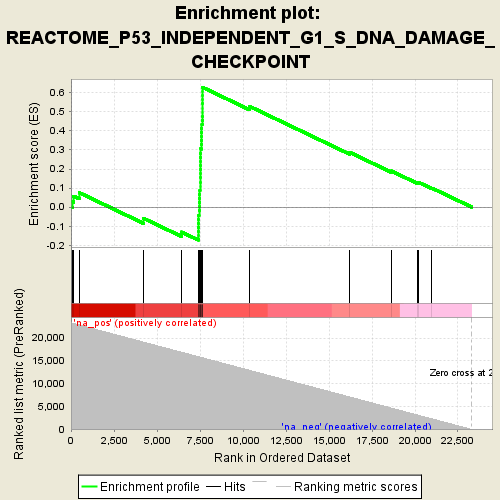 Enrichment plot:
REACTOME_P53_INDEPENDENT_G1_S_DNA_DAMAGE_
CHECKPOINT
Enrichment score (ES)
0.6
0.5
0.4
0.3
0.2
0.1
0.0
-0.1
-0.2
'na_pos' (positively correlated)
Ranked list metric (PreRanked)
20,000
15,000
10,000
5,000
0
Zero cross at 2
'na_neg' (negatively correlated)
0 2,500 5,000 7,500 10,000 12,500 15,000 17,500 20,000 22,500
Rank in Ordered Dataset
Enrichment profile Hits Ranking metric scores